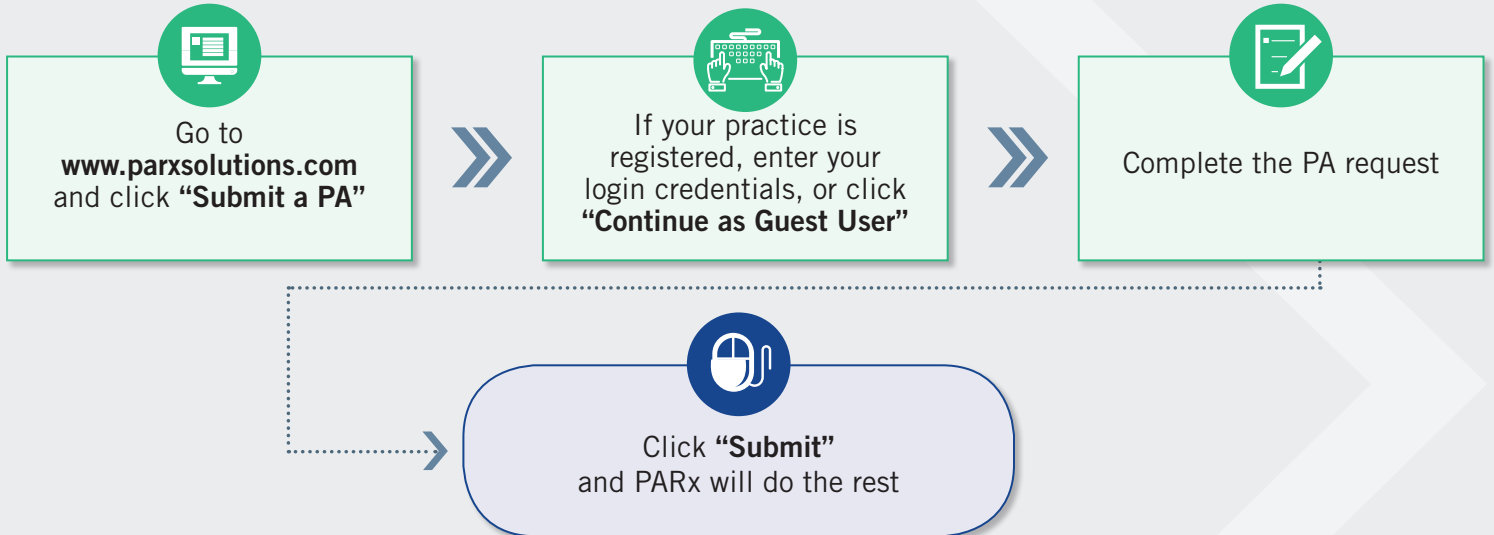 Go to
www.parxsolutions.com
and click “Submit a PA”
If your practice is
registered, enter your
login credentials, or click
“Continue as Guest User”
Complete the PA request
Click “Submit”
and PARx will do the rest